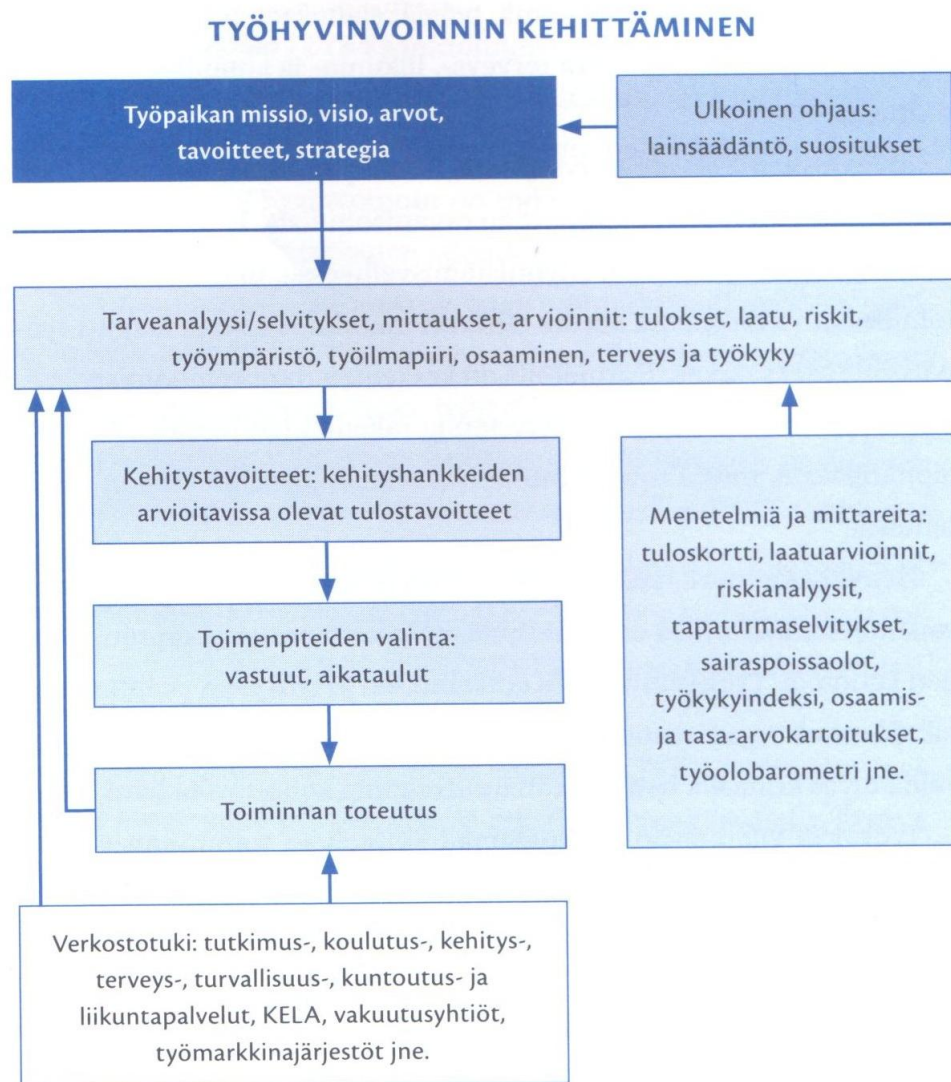 TYÖHYVINVOINNIN KEHITTÄMINEN
Työpaikan missio, visio, arvot,
tavoitteet, strategia
Ulkoinen ohjaus:
lainsäädäntö, suositukset
Tarveanalyysi/selvitykset, mittaukset, arvioinnit: tulokset, laatu, riskit,
työympäristö, työilmapiiri, osaaminen, terveys ja työkyky
Kehitystavoitteet: kehityshankkeiden
arvioitavissa olevat tulostavoitteet
Toimenpiteiden valinta:
vastuut, aikataulut
Toiminnan toteutus
Menetelmiä ja mittareita:
tuloskortti, laatuarvioinnit,
riskianalyysit,
tapaturmaselvitykset,
sairaspoissaolot,
työkykyindeksi, osaamis-
ja tasa-arvokartoitukset,
työolobarometri jne.
Verkostotuki: tutkimus-, koulutus-, kehitys-,
terveys-, turvallisuus-, kuntoutus- ja
liikuntapalvelut, KELA, vakuutusyhtiöt,
työmarkkinajärjestöt jne.